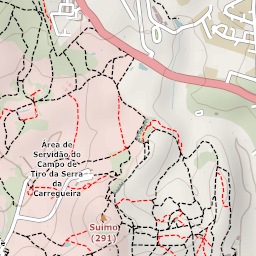 Área de
Servidão do
Campo de
Tiro da Serra
da
Carregueira
Suimo
(291)